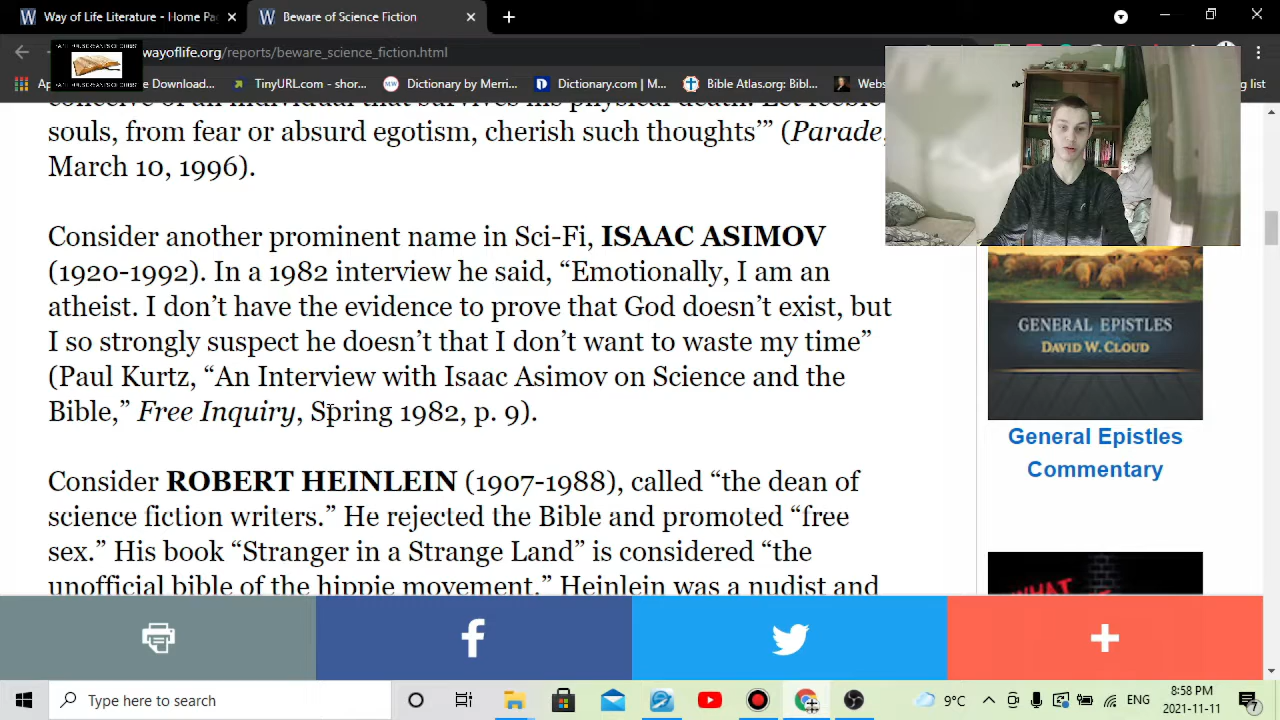 Way of Life Literature - Home Pa
Beware of Science Fiction
wayoflife.org/reports/beware_science_fiction.html
Download...
TinyURL.com - shor...
Dictionary by Merri...
Dictionary.com | M...
Bible Atlas.org: Bibl...
Webs
ng list
souls, from fear or absurd egotism, cherish such thoughts’” (Parade,
March 10, 1996).
Consider another prominent name in Sci-Fi, ISAAC ASIMOV
(1920-1992). In a 1982 interview he said, “Emotionally, I am an
atheist. I don’t have the evidence to prove that God doesn’t exist, but
I so strongly suspect he doesn’t that I don’t want to waste my time”
(Paul Kurtz, “An Interview with Isaac Asimov on Science and the
Bible,” Free Inquiry, Spring 1982, p. 9).
Consider ROBERT HEINLEIN (1907-1988), called “the dean of
science fiction writers.” He rejected the Bible and promoted “free
sex.” His book “Stranger in a Strange Land” is considered “the
unofficial bible of the hippie movement.” Heinlein was a nudist and
GENERAL EPISTLES
DAVID W. CLOUD
General Epistles
Commentary
WHAT
Type here to search
9°C
ENG
8:58 PM
2021-11-11
7